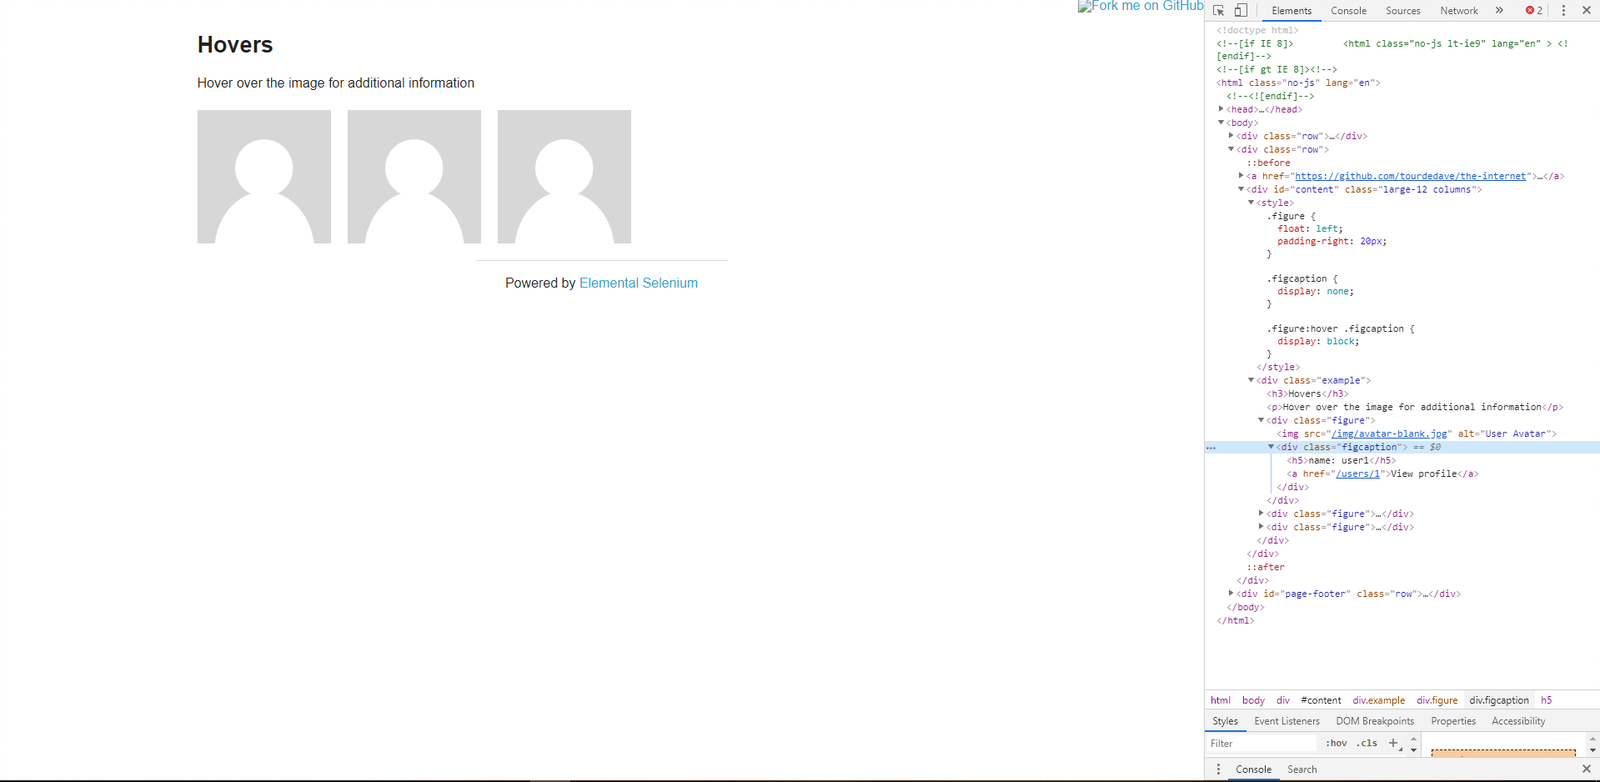 Fork me on GitHub
Hovers
Hover over the image for additional information
Powered by Elemental Selenium
Elements Console Sources Network » 2
<!doctype html>
<!--[if IE 8]> <html class="no-js lt-ie9" lang="en" > <!
[endif]-->
<!--[if gt IE 8]><!-->
<html class="no-js" lang="en">
<!--<![endif]-->
<head>…</head>
<body>
<div class="row">…</div>
<div class="row">
::before
<a href="https://github.com/tourdedave/the-internet">…</a>
<div id="content" class="large-12 columns">
<style>
.figure {
float: left;
padding-right: 20px;
}
.figcaption {
display: none;
}
.figure:hover .figcaption {
display: block;
}
</style>
<div class="example">
<h3>Hovers</h3>
<p>Hover over the image for additional information</p>
<div class="figure">
<img src="/img/avatar-blank.jpg" alt="User Avatar">
… <div class="figcaption"> == $0
<h5>name: user1</h5>
<a href="/users/1">View profile</a>
</div>
</div>
<div class="figure">…</div>
<div class="figure">…</div>
</div>
</div>
::after
</div>
<div id="page-footer" class="row">…</div>
</body>
</html>
html body div #content div.example div.figure div.figcaption h5
Styles Event Listeners DOM Breakpoints Properties Accessibility
Filter :hov .cls +
Console Search